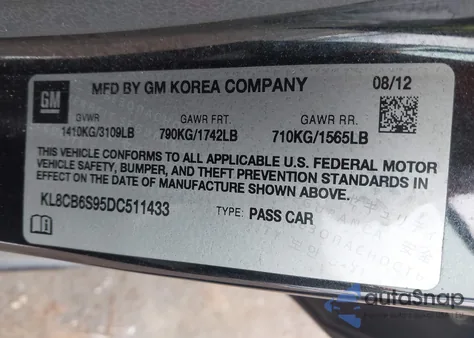 GM
MFD BY GM KOREA COMPANY
08/12
GVWR
GAWR FRT.
GAWR RR.
1410KG/3109LB
790KG/1742LB
710KG/1565LB
THIS VEHICLE CONFORMS TO ALL APPLICABLE U.S. FEDERAL MOTOR
VEHICLE SAFETY, BUMPER, AND THEFT PREVENTION STANDARDS IN
EFFECT ON THE DATE OF MANUFACTURE SHOWN ABOVE.
KL8CB6S95DC511433
TYPE: PASS CAR
autoSnap